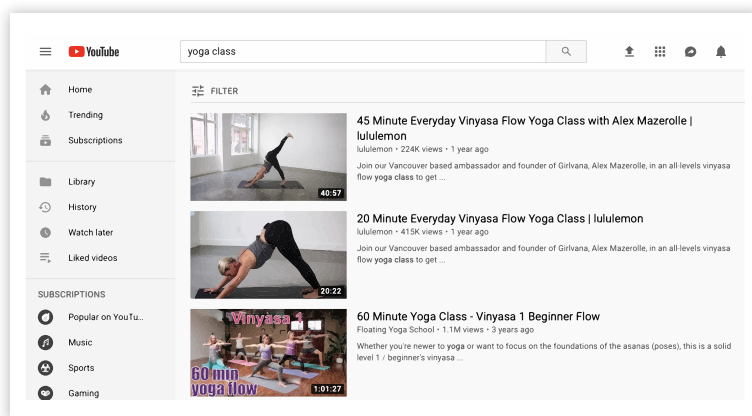 YouTube
yoga class
Home
Trending
Subscriptions
Library
History
Watch later
Liked videos
SUBSCRIPTIONS
Popular on YouTu...
Music
Sports
Gaming
FILTER
40:57
45 Minute Everyday Vinyasa Flow Yoga Class with Alex Mazerolle |
lululemon
lululemon • 224K views • 1 year ago
Join our Vancouver based ambassador and founder of Girlvana, Alex Mazerolle, in an all-levels vinyasa
flow yoga class to get ...
20:22
20 Minute Everyday Vinyasa Flow Yoga Class | lululemon
lululemon • 415K views • 1 year ago
Join our Vancouver based ambassador and founder of Girlvana, Alex Mazerolle, in an all-levels vinyasa
flow yoga class to get ...
Vinyasa 1
60 min
yoga flow
1:01:27
60 Minute Yoga Class - Vinyasa 1 Beginner Flow
Floating Yoga School • 1.1M views • 3 years ago
Whether you're newer to yoga or want to focus on the foundations of the asanas (poses), this is a solid
level 1 / beginner's vinyasa ...